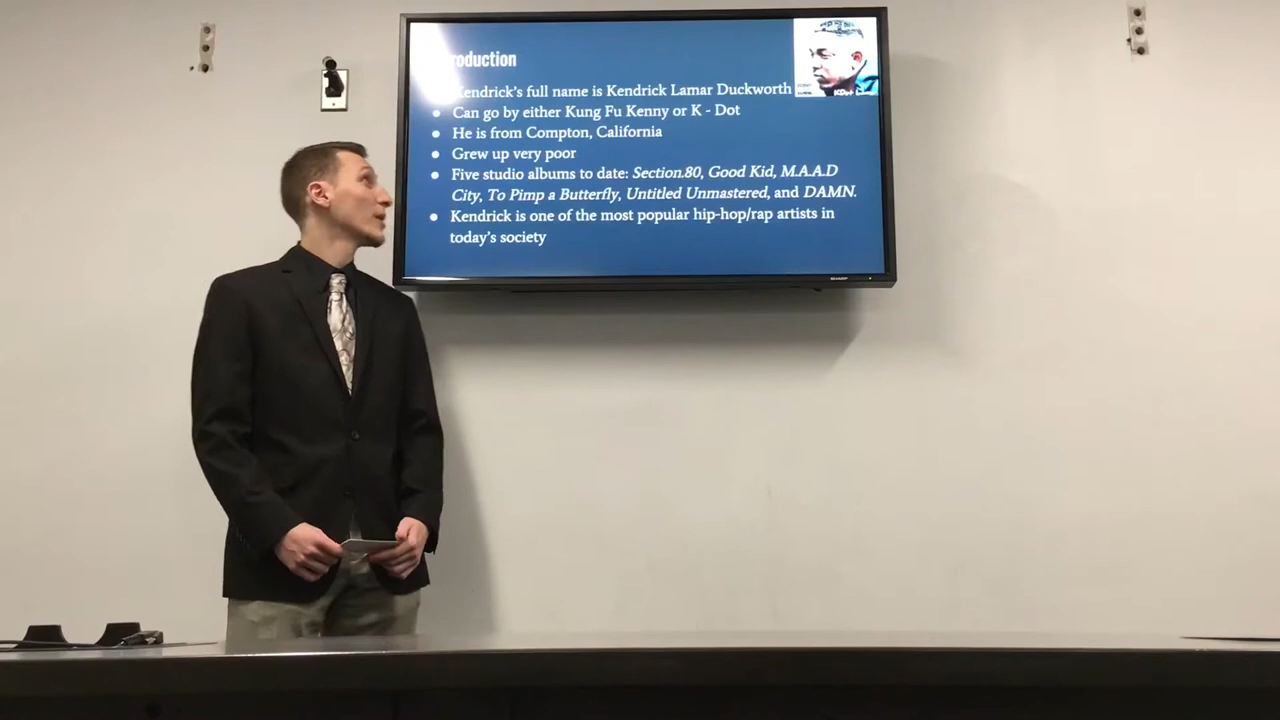 roduction
Kendrick's full name is Kendrick Lamar Duckworth
Can go by either Kung Fu Kenny or K - Dot
He is from Compton, California
Grew up very poor
Five studio albums to date: Section.80, Good Kid, M.A.A.D
City, To Pimp a Butterfly, Untitled Unmastered, and DAMN.
Kendrick is one of the most popular hip-hop/rap artists in
today's society
SHARP